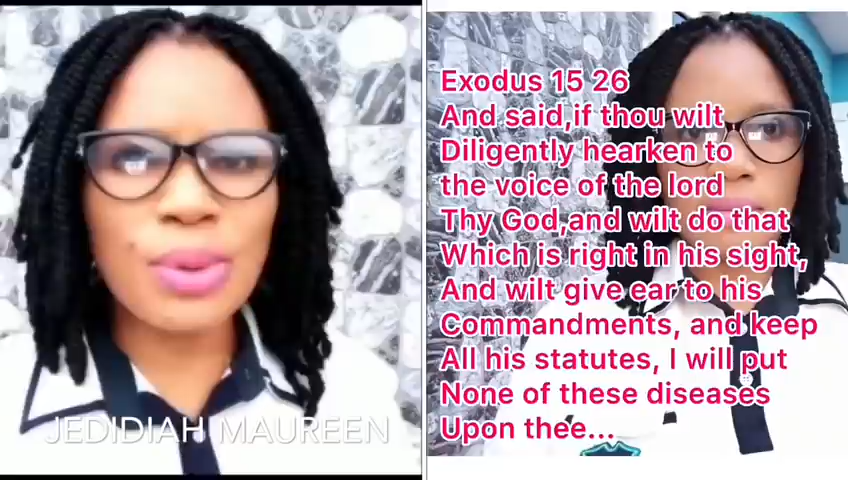 JEDIDIAH MAUREEN
Exodus 15 26
And said,if thou wilt
Diligently hearken to
the voice of the lord
Thy God,and wilt do that
Which is right in his sight,
And wilt give ear to his
Commandments, and keep
All his statutes, I will put
None of these diseases
Upon thee...